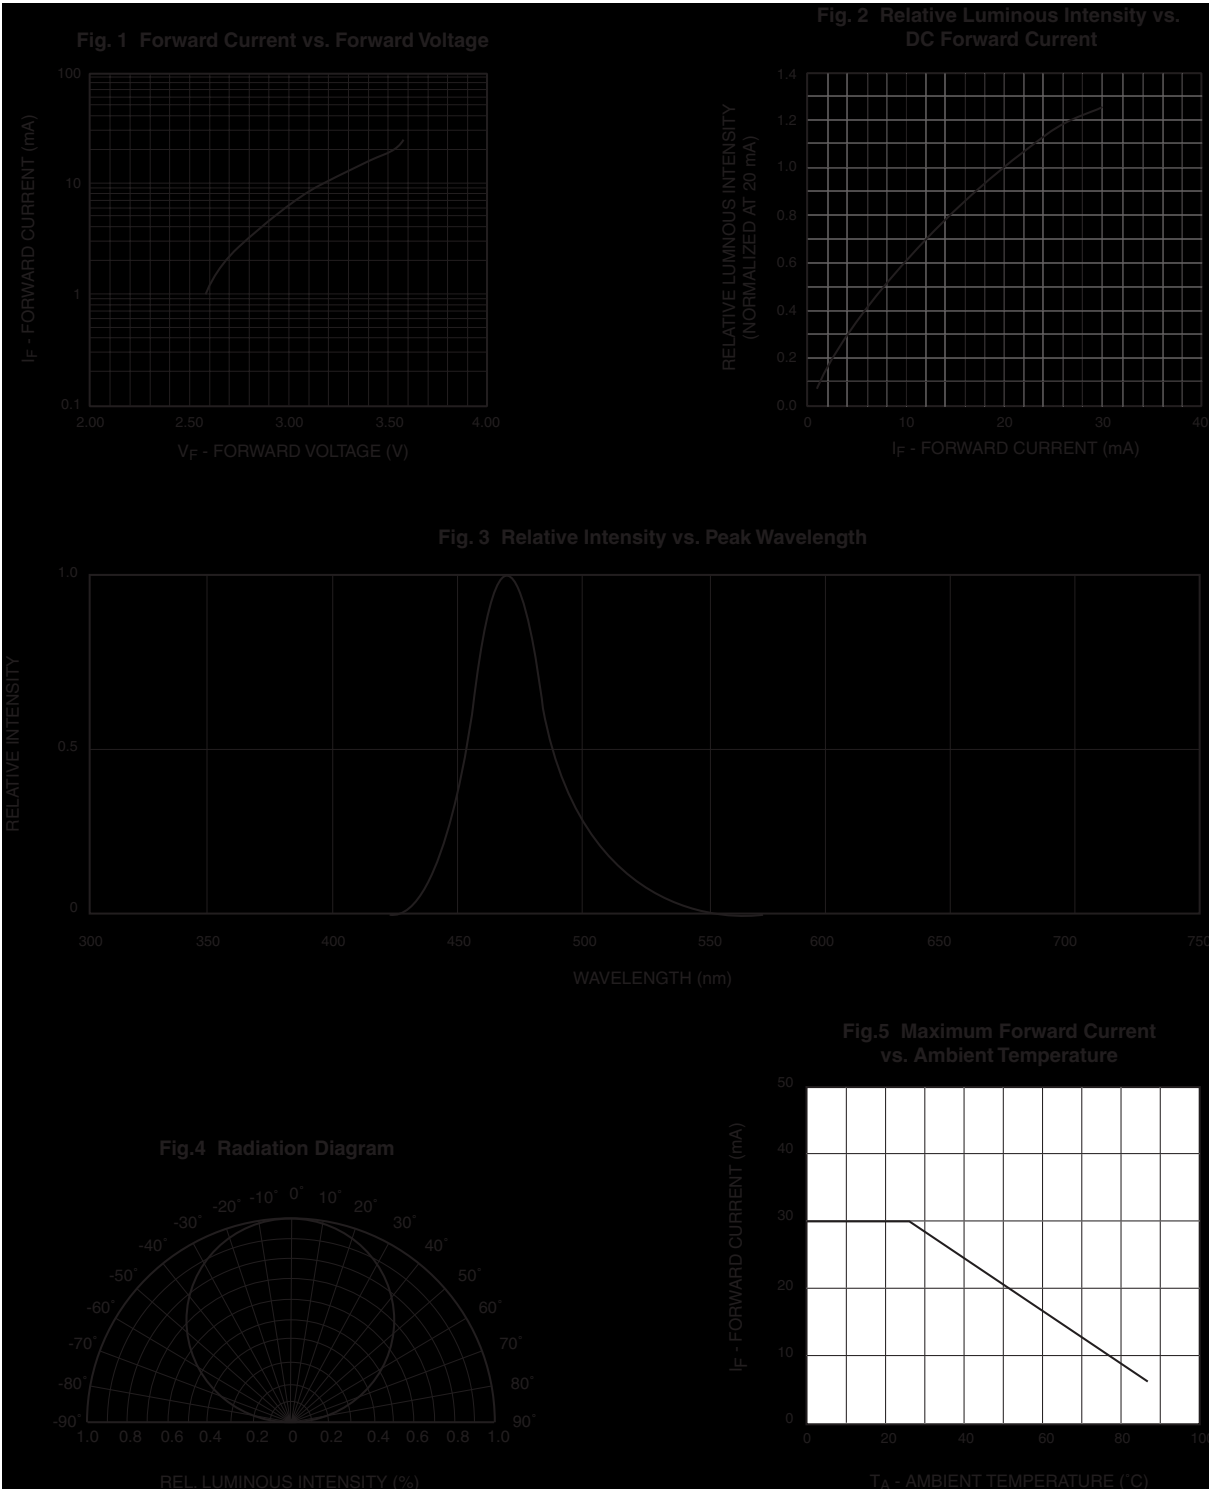 Fig. 1  Forward Current vs. Forward Voltage
100
10
1
0.1
IF - FORWARD CURRENT (mA)
2.00 2.50 3.00 3.50 4.00
VF - FORWARD VOLTAGE (V)
Fig. 2  Relative Luminous Intensity vs.
DC Forward Current
1.4
1.2
1.0
0.8
0.6
0.4
0.2
0.0
RELATIVE LUMNOUS INTENSITY
(NORMALIZED AT 20 mA)
0 10 20 30 40
IF - FORWARD CURRENT (mA)
Fig. 3  Relative Intensity vs. Peak Wavelength
1.0
0.5
0
RELATIVE INTENSITY
300 350 400 450 500 550 600 650 700 750
WAVELENGTH (nm)
Fig.4  Radiation Diagram
-90˚ -80˚ -70˚ -60˚ -50˚ -40˚ -30˚ -20˚ -10˚ 0˚ 10˚ 20˚ 30˚ 40˚ 50˚ 60˚ 70˚ 80˚ 90˚
1.0 0.8 0.6 0.4 0.2 0 0.2 0.4 0.6 0.8 1.0
REL. LUMINOUS INTENSITY (%)
Fig.5  Maximum Forward Current
vs. Ambient Temperature
50
40
30
20
10
0
IF - FORWARD CURRENT (mA)
0 20 40 60 80 100
TA - AMBIENT TEMPERATURE (˚C)